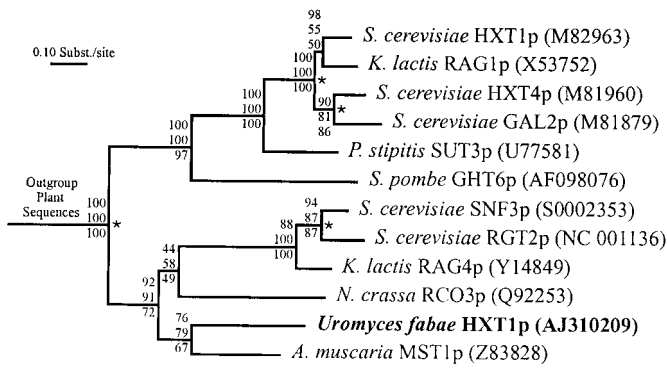 98
55
50
S. cerevisiae HXT1p (M82963)
0.10 Subst./site
K. lactis RAG1p (X53752)
100
100
100
*
S. cerevisiae HXT4p (M81960)
90
81
86
*
S. cerevisiae GAL2p (M81879)
100
100
100
P. stipitis SUT3p (U77581)
100
100
97
S. pombe GHT6p (AF098076)
Outgroup
Plant
Sequences
100
100
100
*
94
87
87
*
S. cerevisiae SNF3p (S0002353)
S. cerevisiae RGT2p (NC 001136)
88
100
100
K. lactis RAG4p (Y14849)
44
58
49
N. crassa RCO3p (Q92253)
92
91
72
Uromyces fabae HXT1p (AJ310209)
76
79
67
A. muscaria MST1p (Z83828)